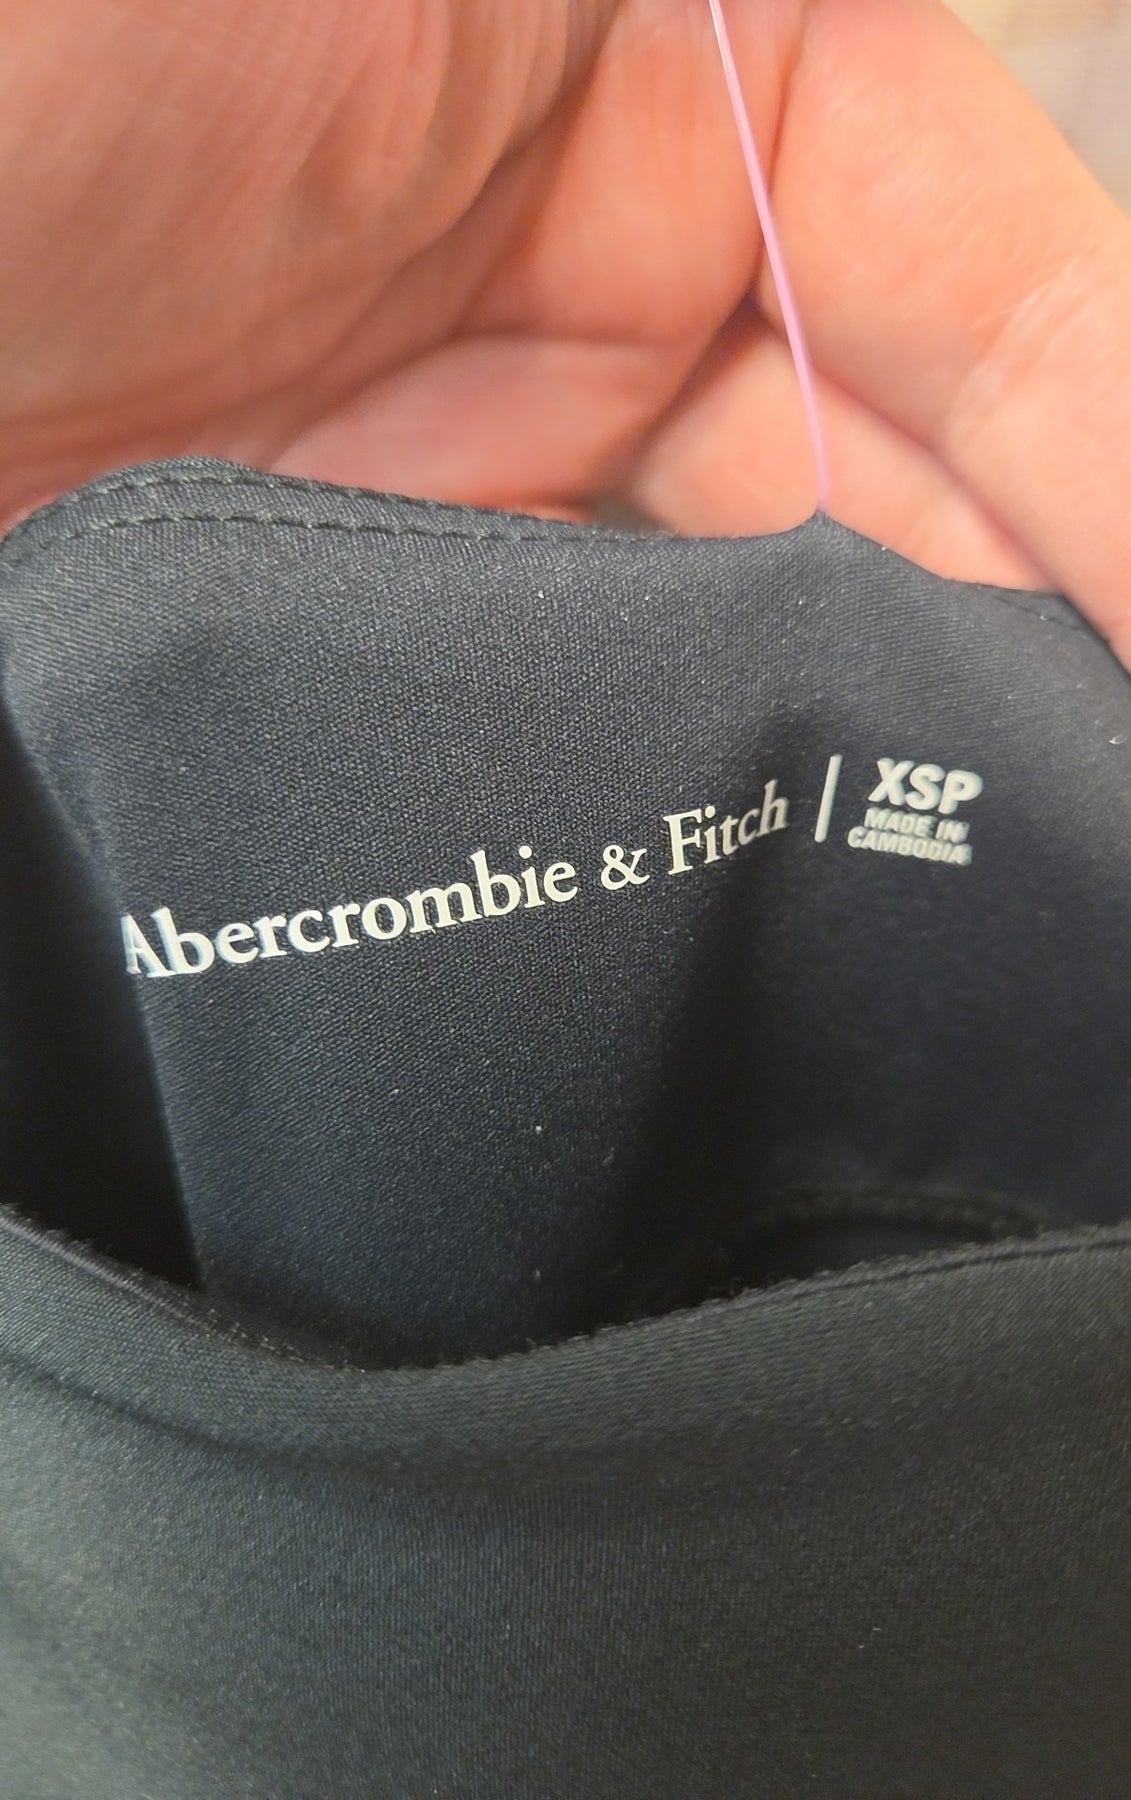 Abercrombie & Fitch | XSP
MADE IN
CAMBODIA